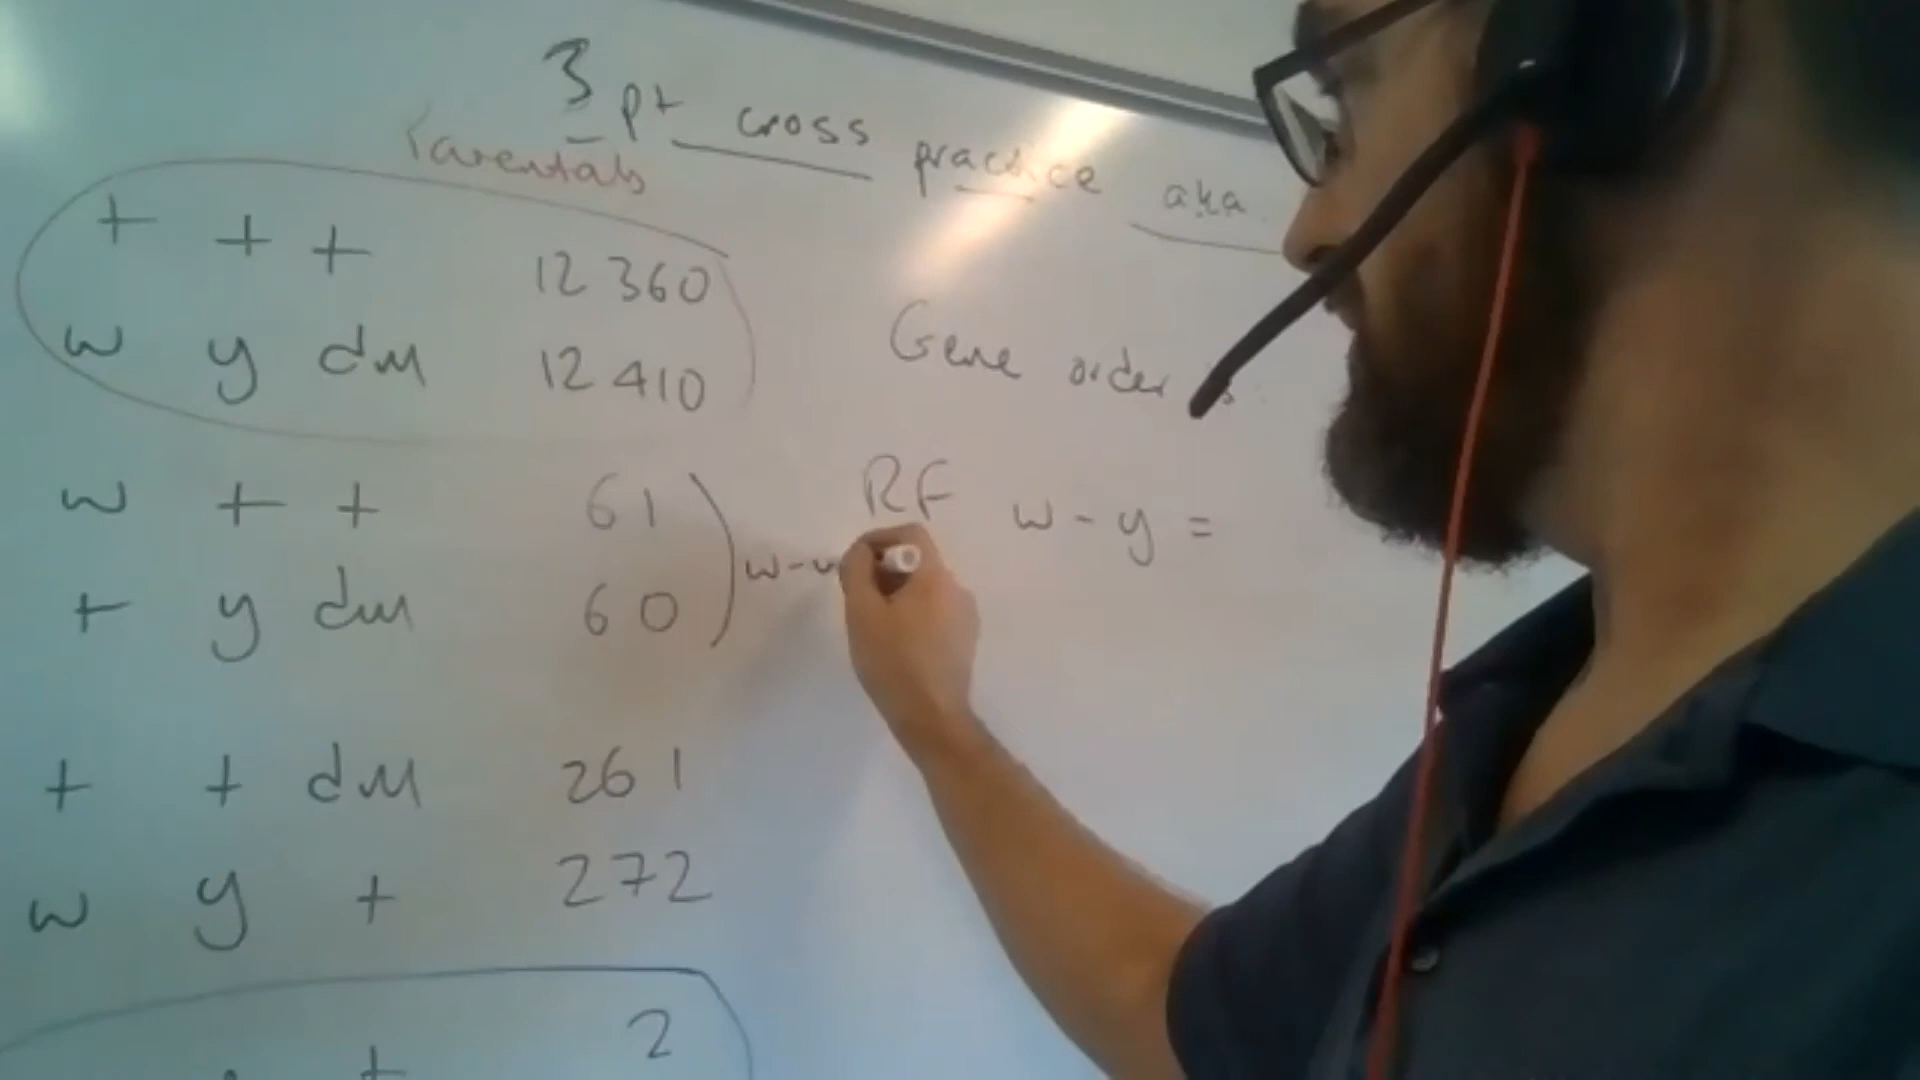 3 pt cross practice aka
Parentals
+ + + 12 360
w y dm 12 410
Gene order is
w + + 61
+ y dm 60
w-y
RF w-y =
+ + dm 261
w y + 272
+ 2